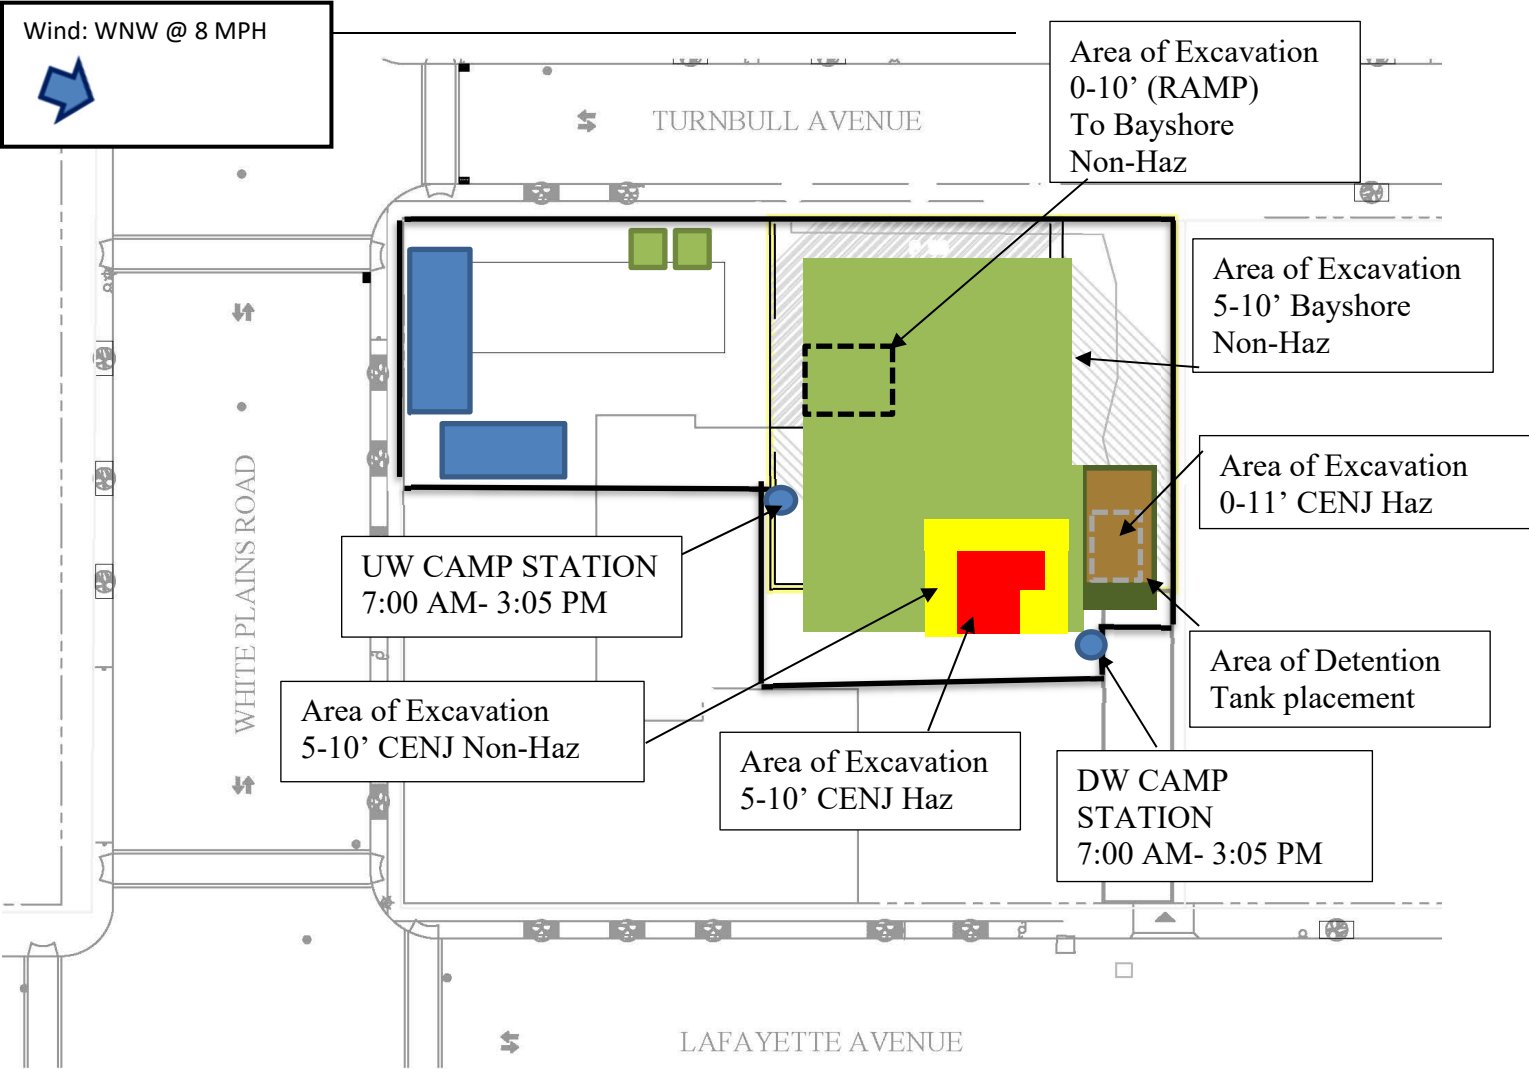 Wind: WNW @ 8 MPH
Area of Excavation
0-10’ (RAMP)
To Bayshore
Non-Haz
TURNBULL AVENUE
Area of Excavation
5-10’ Bayshore
Non-Haz
Area of Excavation
0-11’ CENJ Haz
WHITE PLAINS ROAD
UW CAMP STATION
7:00 AM- 3:05 PM
Area of Detention
Tank placement
Area of Excavation
5-10’ CENJ Non-Haz
Area of Excavation
5-10’ CENJ Haz
DW CAMP
STATION
7:00 AM- 3:05 PM
LAFAYETTE AVENUE